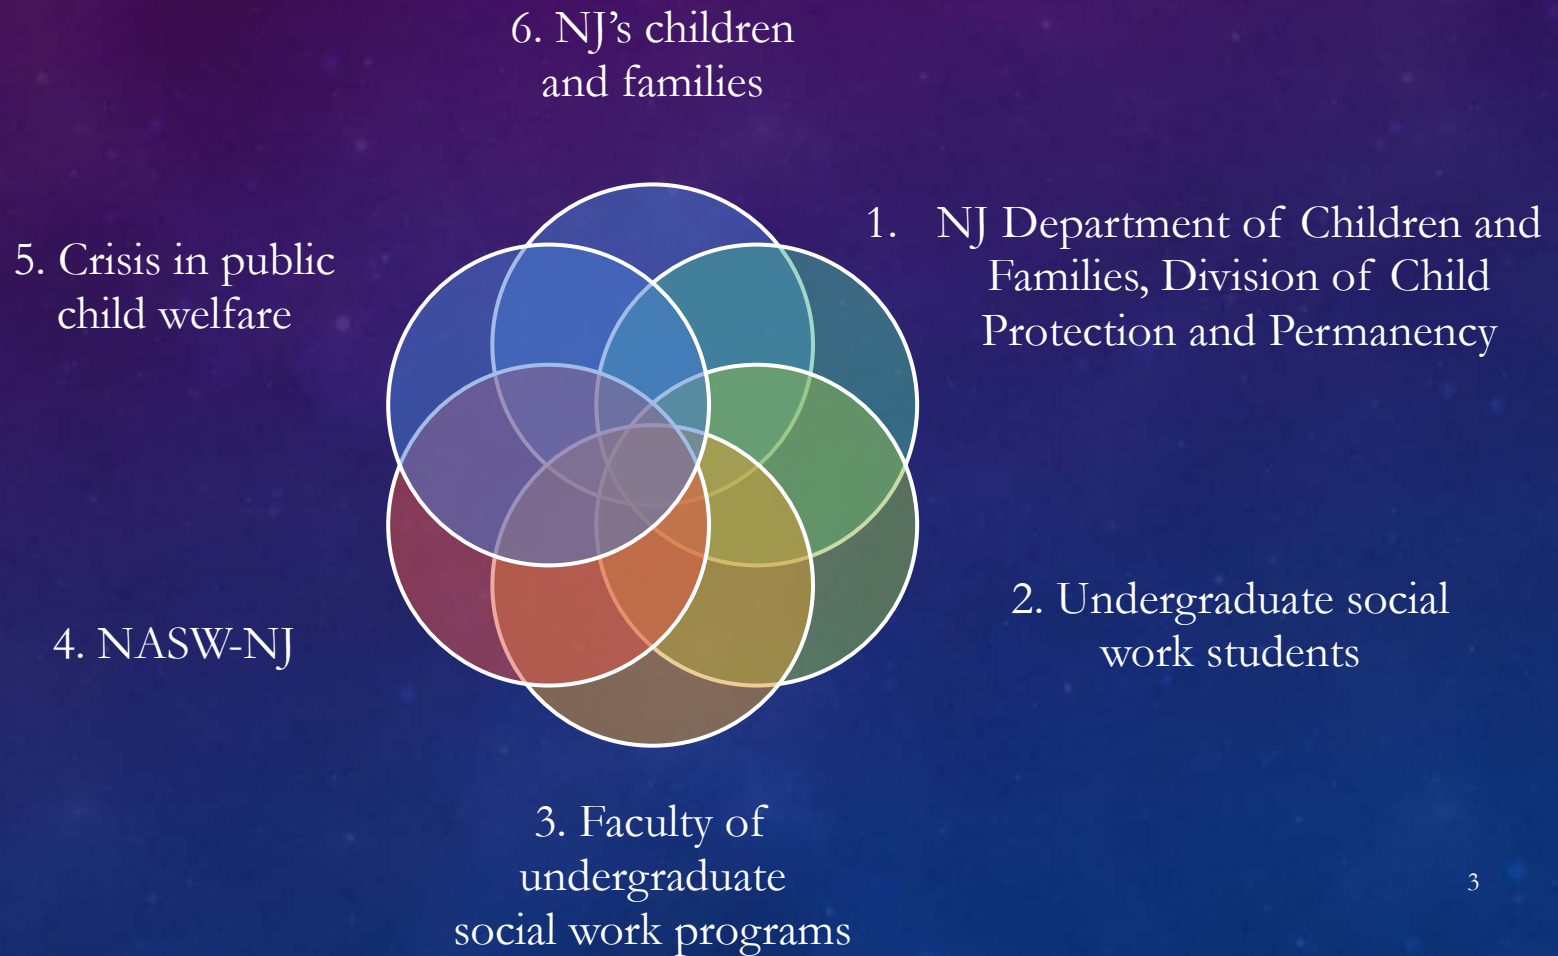 6. NJ’s children
and families
1. NJ Department of Children and
Families, Division of Child
Protection and Permanency
5. Crisis in public
child welfare
2. Undergraduate social
work students
4. NASW-NJ
3. Faculty of
undergraduate
social work programs
3